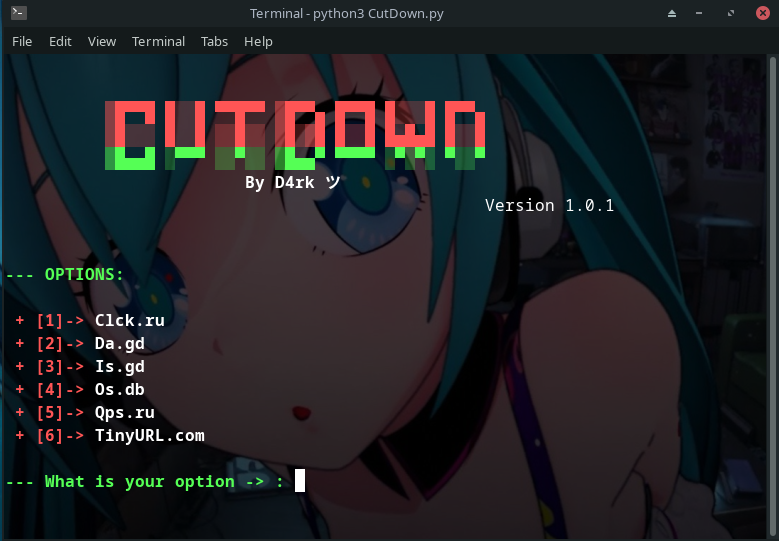 Terminal - python3 CutDown.py
File Edit View Terminal Tabs Help
CUTDOWN
By D4rk ツ
Version 1.0.1
--- OPTIONS:
+ [1]-> Clck.ru
+ [2]-> Da.gd
+ [3]-> Is.gd
+ [4]-> Os.db
+ [5]-> Qps.ru
+ [6]-> TinyURL.com
--- What is your option -> :